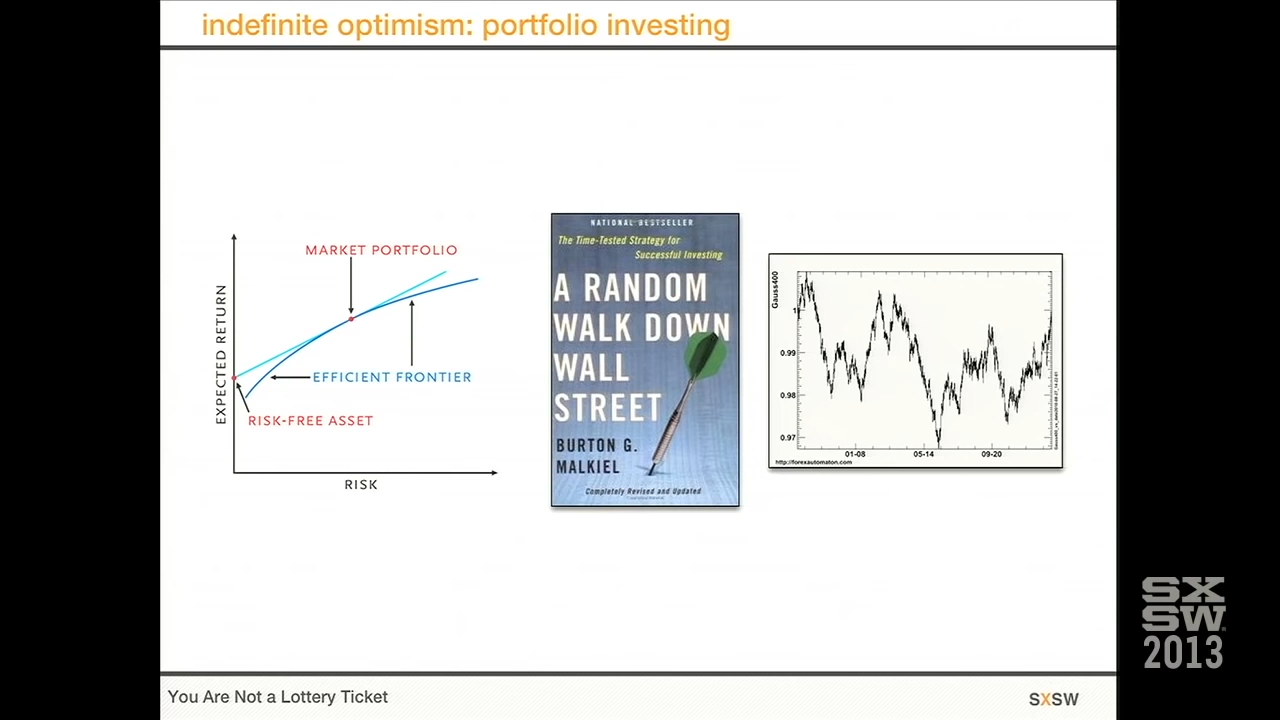 indefinite optimism: portfolio investing
MARKET PORTFOLIO
EXPECTED RETURN
EFFICIENT FRONTIER
RISK-FREE ASSET
RISK
NATIONAL BESTSELLER
The Time-Tested Strategy for
Successful Investing
A RANDOM
WALK DOWN
WALL
STREET
BURTON G.
MALKIEL
Completely Revised and Updated
Gauss400
1
0.99
0.98
0.97
01-08
05-14
09-20
http://forexautomaton.com
SX
SW
2013
You Are Not a Lottery Ticket
SXSW